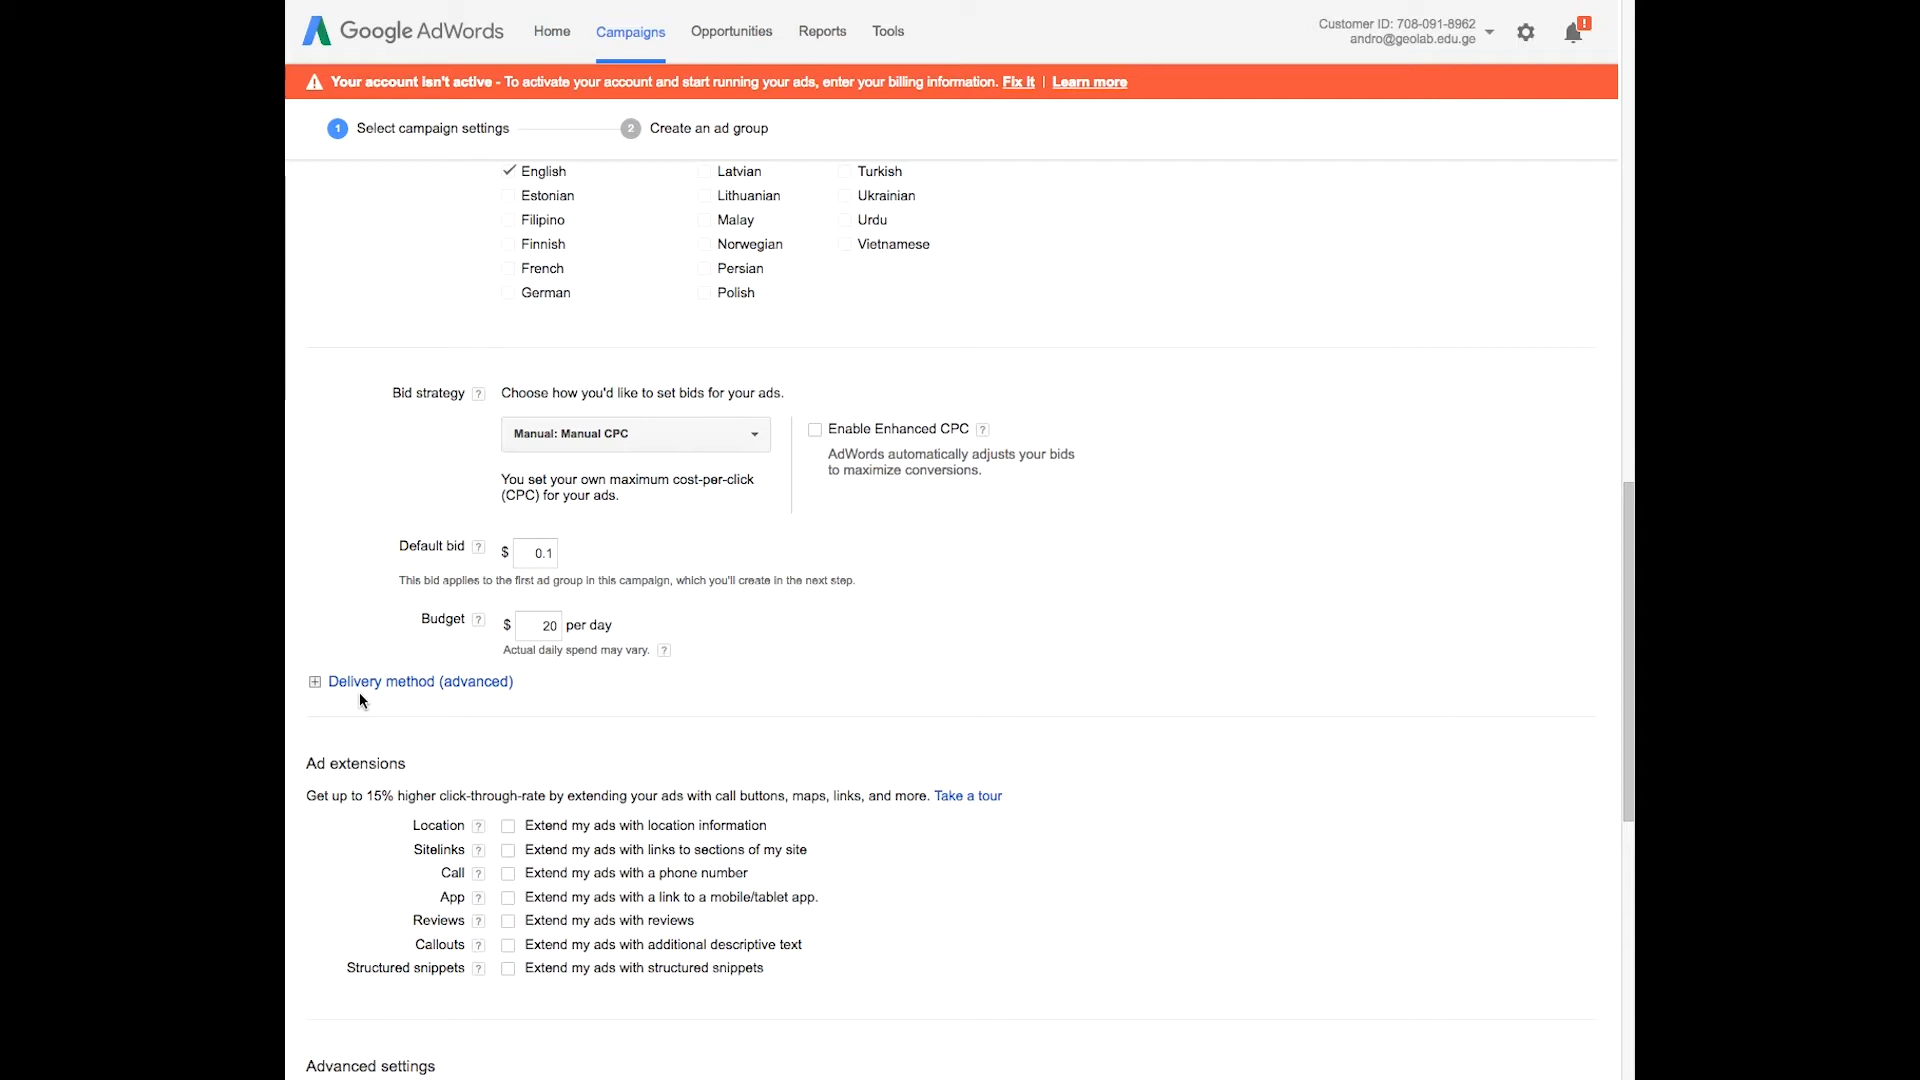 Google AdWords Home Campaigns Opportunities Reports Tools
Customer ID: 708-091-8962
andro@geolab.edu.ge
!
Your account isn't active - To activate your account and start running your ads, enter your billing information. Fix it | Learn more
1 Select campaign settings 2 Create an ad group
English Latvian Turkish
Estonian Lithuanian Ukrainian
Filipino Malay Urdu
Finnish Norwegian Vietnamese
French Persian
German Polish
Bid strategy ? Choose how you'd like to set bids for your ads.
Manual: Manual CPC
Enable Enhanced CPC ?
AdWords automatically adjusts your bids
to maximize conversions.
You set your own maximum cost-per-click
(CPC) for your ads.
Default bid ? $ 0.1
This bid applies to the first ad group in this campaign, which you'll create in the next step.
Budget ? $ 20 per day
Actual daily spend may vary. ?
Delivery method (advanced)
Ad extensions
Get up to 15% higher click-through-rate by extending your ads with call buttons, maps, links, and more. Take a tour
Location ? Extend my ads with location information
Sitelinks ? Extend my ads with links to sections of my site
Call ? Extend my ads with a phone number
App ? Extend my ads with a link to a mobile/tablet app.
Reviews ? Extend my ads with reviews
Callouts ? Extend my ads with additional descriptive text
Structured snippets ? Extend my ads with structured snippets
Advanced settings